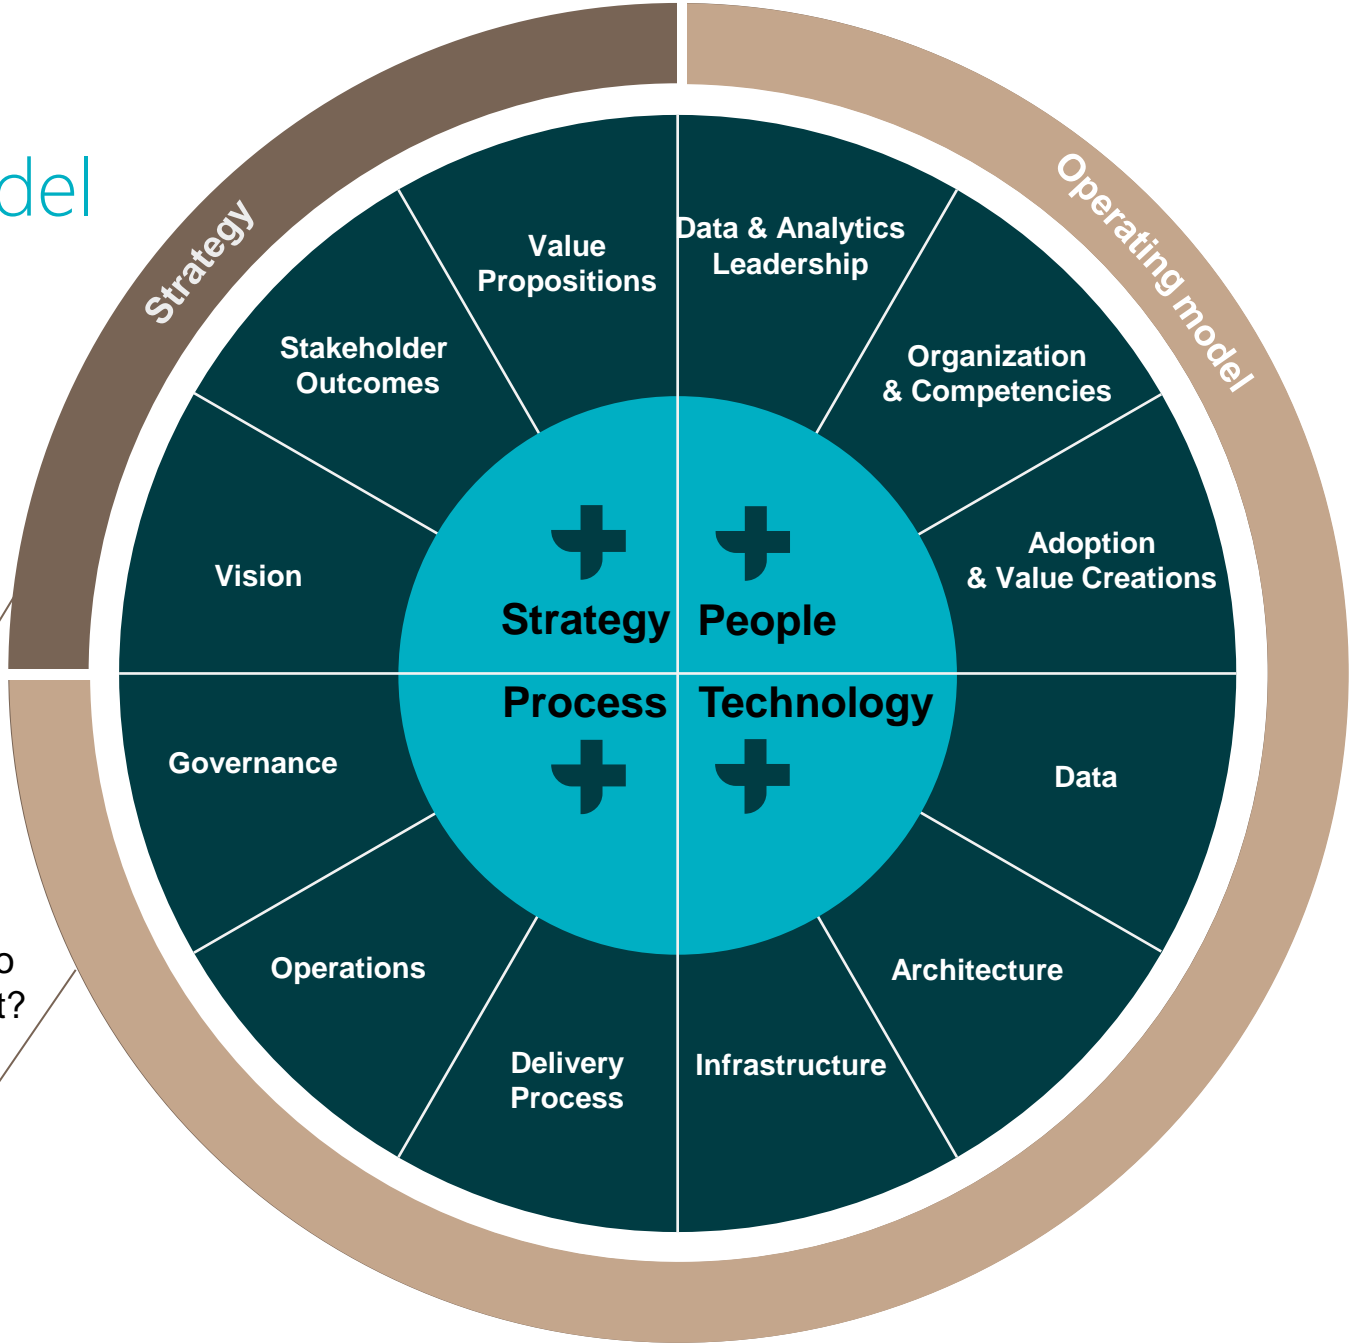 del
Strategy
Operating model
Value
Propositions
Data & Analytics
Leadership
Stakeholder
Outcomes
Organization
& Competencies
Vision
Adoption
& Value Creations
Strategy
People
Process
Technology
Governance
Data
Operations
Architecture
Delivery
Process
Infrastructure
o
t?